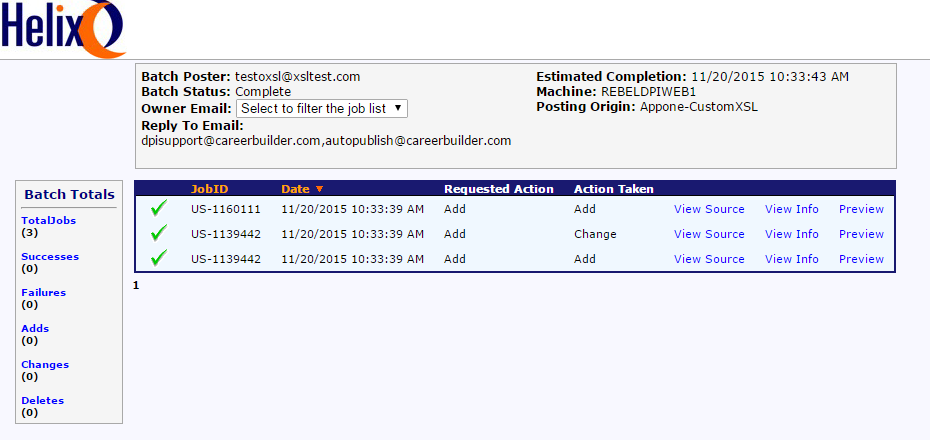 HelixQ
Batch Poster: testoxsl@xsltest.com
Batch Status: Complete
Owner Email: Select to filter the job list
Reply To Email:
dpisupport@careerbuilder.com,autopublish@careerbuilder.com
Estimated Completion: 11/20/2015 10:33:43 AM
Machine: REBELDPIWEB1
Posting Origin: Appone-CustomXSL
Batch Totals
TotalJobs
(3)
Successes
(0)
Failures
(0)
Adds
(0)
Changes
(0)
Deletes
(0)
JobID Date Requested Action Action Taken
US-1160111 11/20/2015 10:33:39 AM Add Add View Source View Info Preview
US-1139442 11/20/2015 10:33:39 AM Add Change View Source View Info Preview
US-1139442 11/20/2015 10:33:39 AM Add Add View Source View Info Preview
1